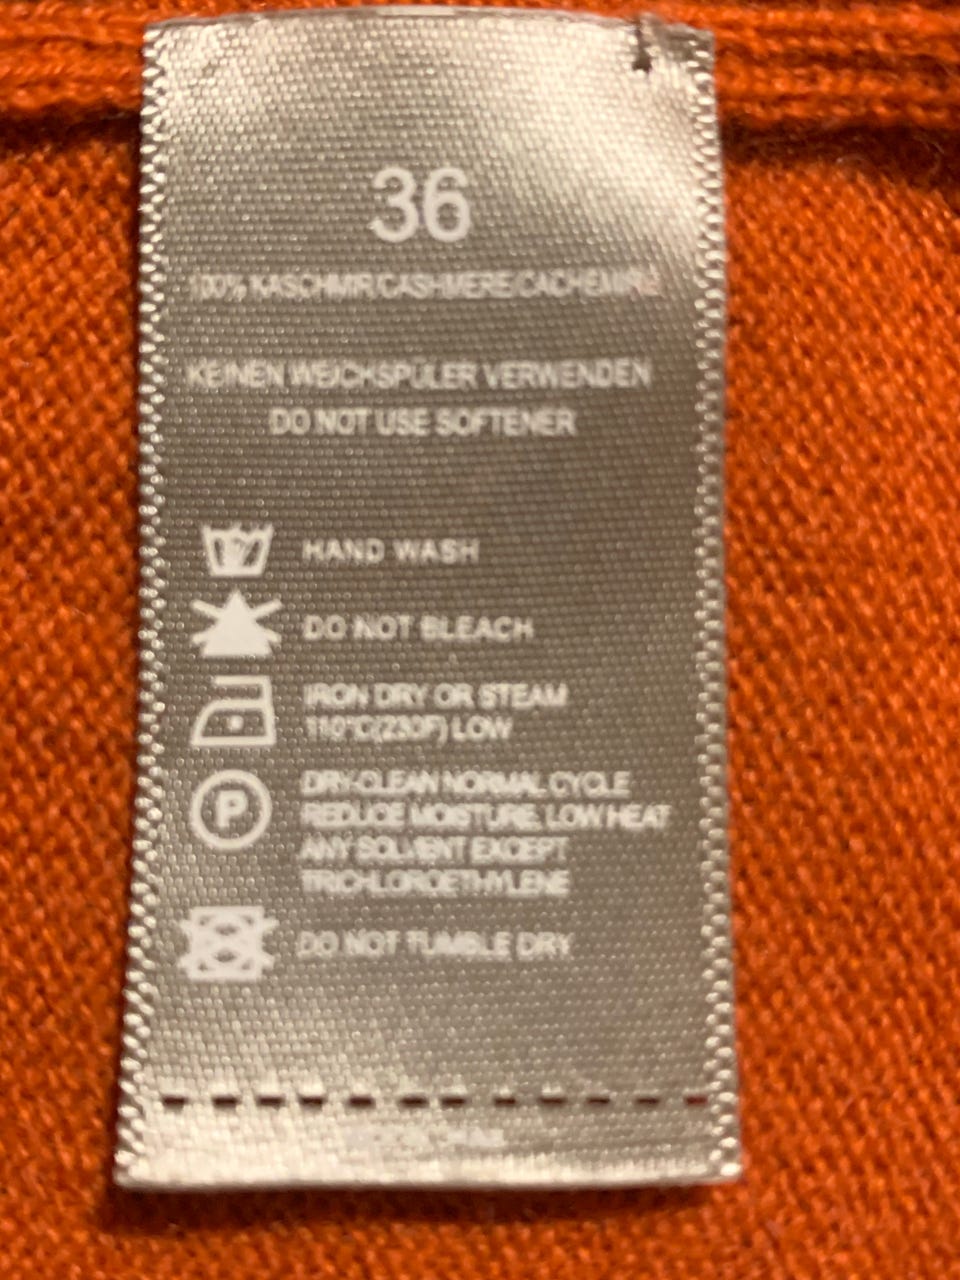 36
100% KASCHMIR/CASHMERE/CACHEMIRE
KEINEN WEICHSPÜLER VERWENDEN
DO NOT USE SOFTENER
HAND WASH
DO NOT BLEACH
IRON DRY OR STEAM
110°C(230F) LOW
P
DRY-CLEAN NORMAL CYCLE
REDUCE MOISTURE, LOW HEAT
ANY SOLVENT EXCEPT
TRICHLOROETHYLENE
DO NOT TUMBLE DRY